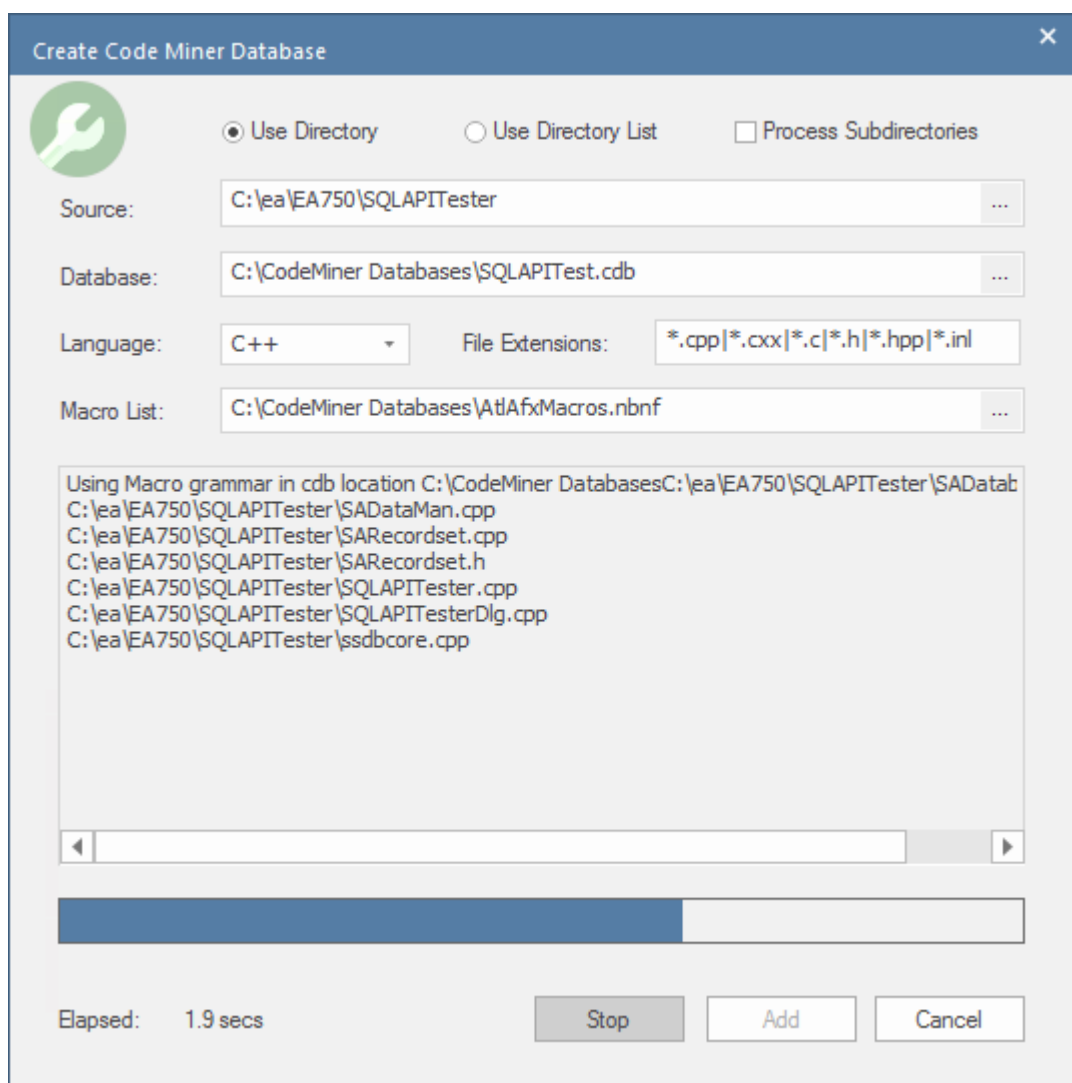 Create Code Miner Database
Use Directory Use Directory List Process Subdirectories
Source: C:\ea\EA750\SQLAPITester ...
Database: C:\CodeMiner Databases\SQLAPITest.cdb ...
Language: C++ File Extensions: *.cpp|*.cxx|*.c|*.h|*.hpp|*.inl
Macro List: C:\CodeMiner Databases\AtlAfxMacros.nbnf ...
Using Macro grammar in cdb location C:\CodeMiner DatabasesC:\ea\EA750\SQLAPITester\SADatab
C:\ea\EA750\SQLAPITester\SADataMan.cpp
C:\ea\EA750\SQLAPITester\SARecordset.cpp
C:\ea\EA750\SQLAPITester\SARecordset.h
C:\ea\EA750\SQLAPITester\SQLAPITester.cpp
C:\ea\EA750\SQLAPITester\SQLAPITesterDlg.cpp
C:\ea\EA750\SQLAPITester\ssdbcore.cpp
Elapsed: 1.9 secs Stop Add Cancel